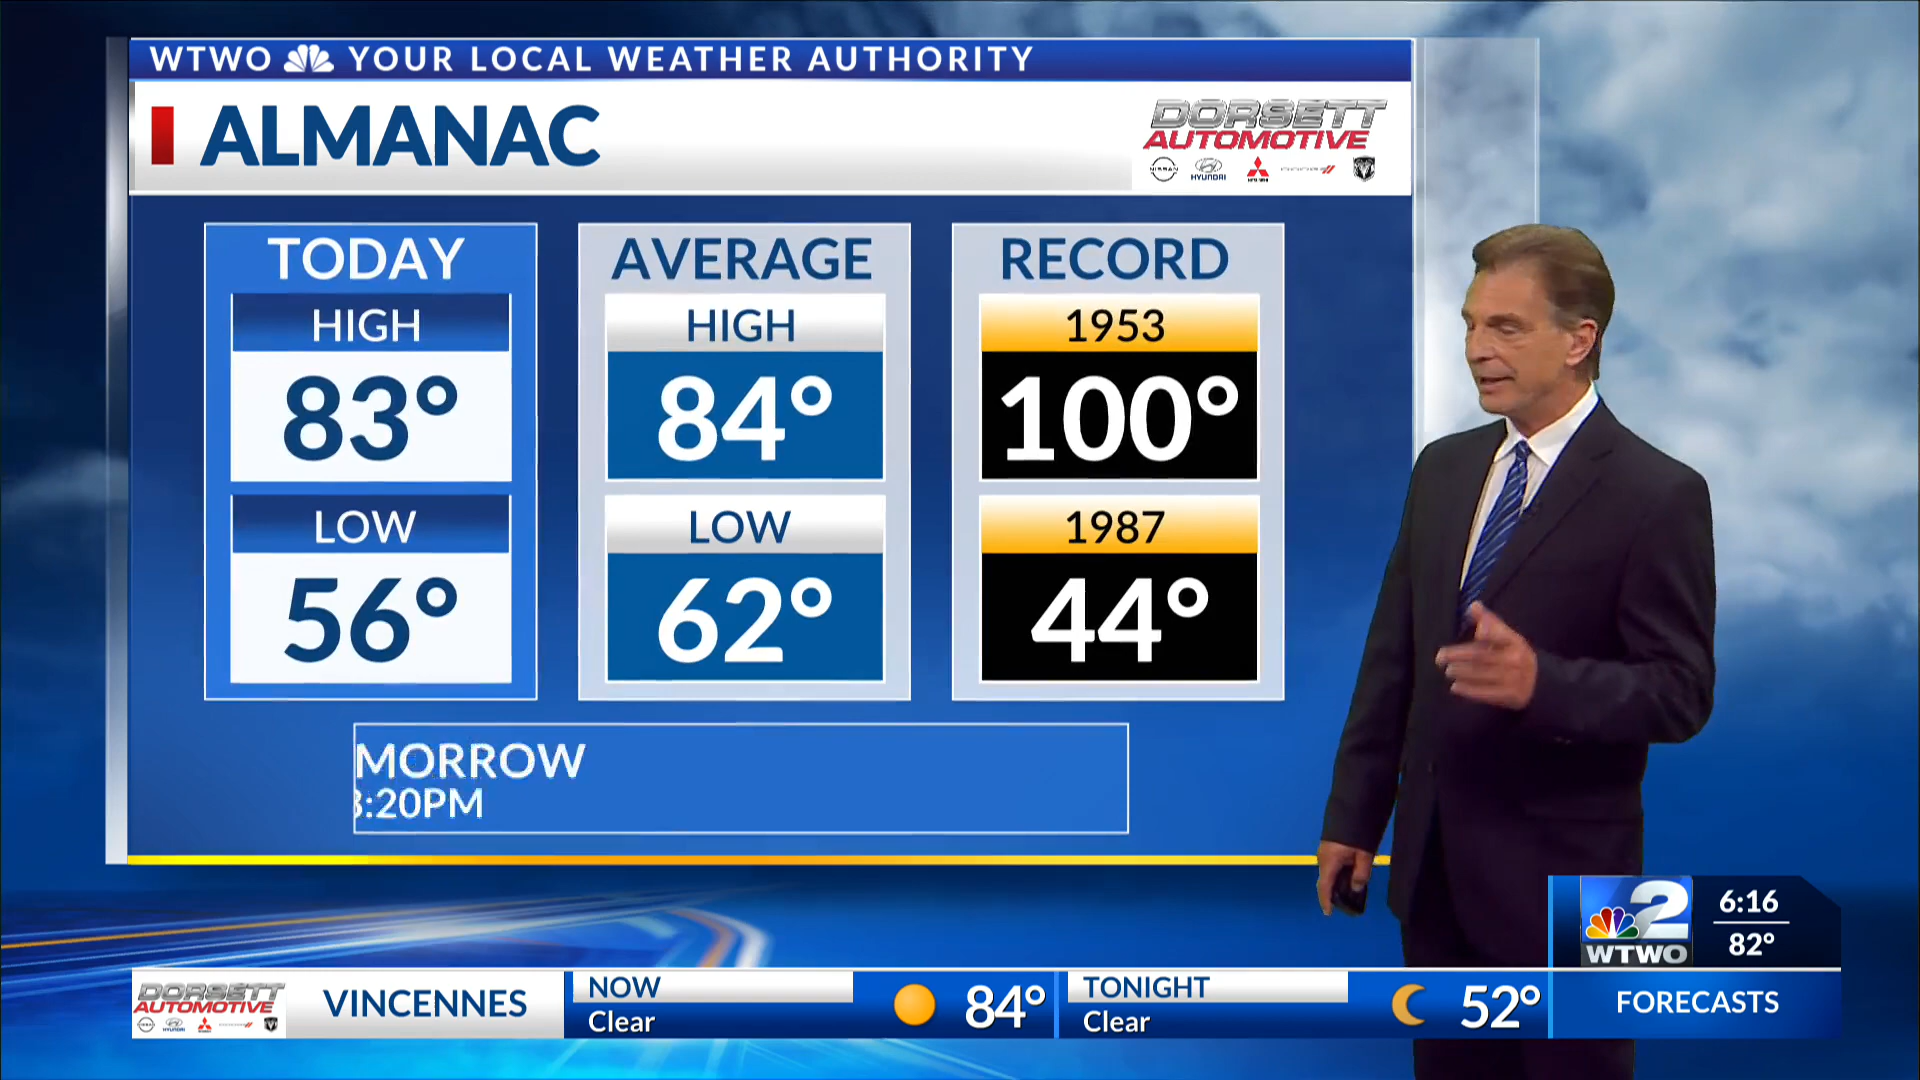 WTWO YOUR LOCAL WEATHER AUTHORITY
ALMANAC
DORSETT
AUTOMOTIVE
NISSAN HYUNDAI
TODAY AVERAGE RECORD
HIGH HIGH 1953
83° 84° 100°
LOW LOW 1987
56° 62° 44°
MORROW
:20PM
2
WTWO
6:16
82°
DORSETT
AUTOMOTIVE
VINCENNES
NOW
Clear
84°
TONIGHT
Clear
52°
FORECASTS